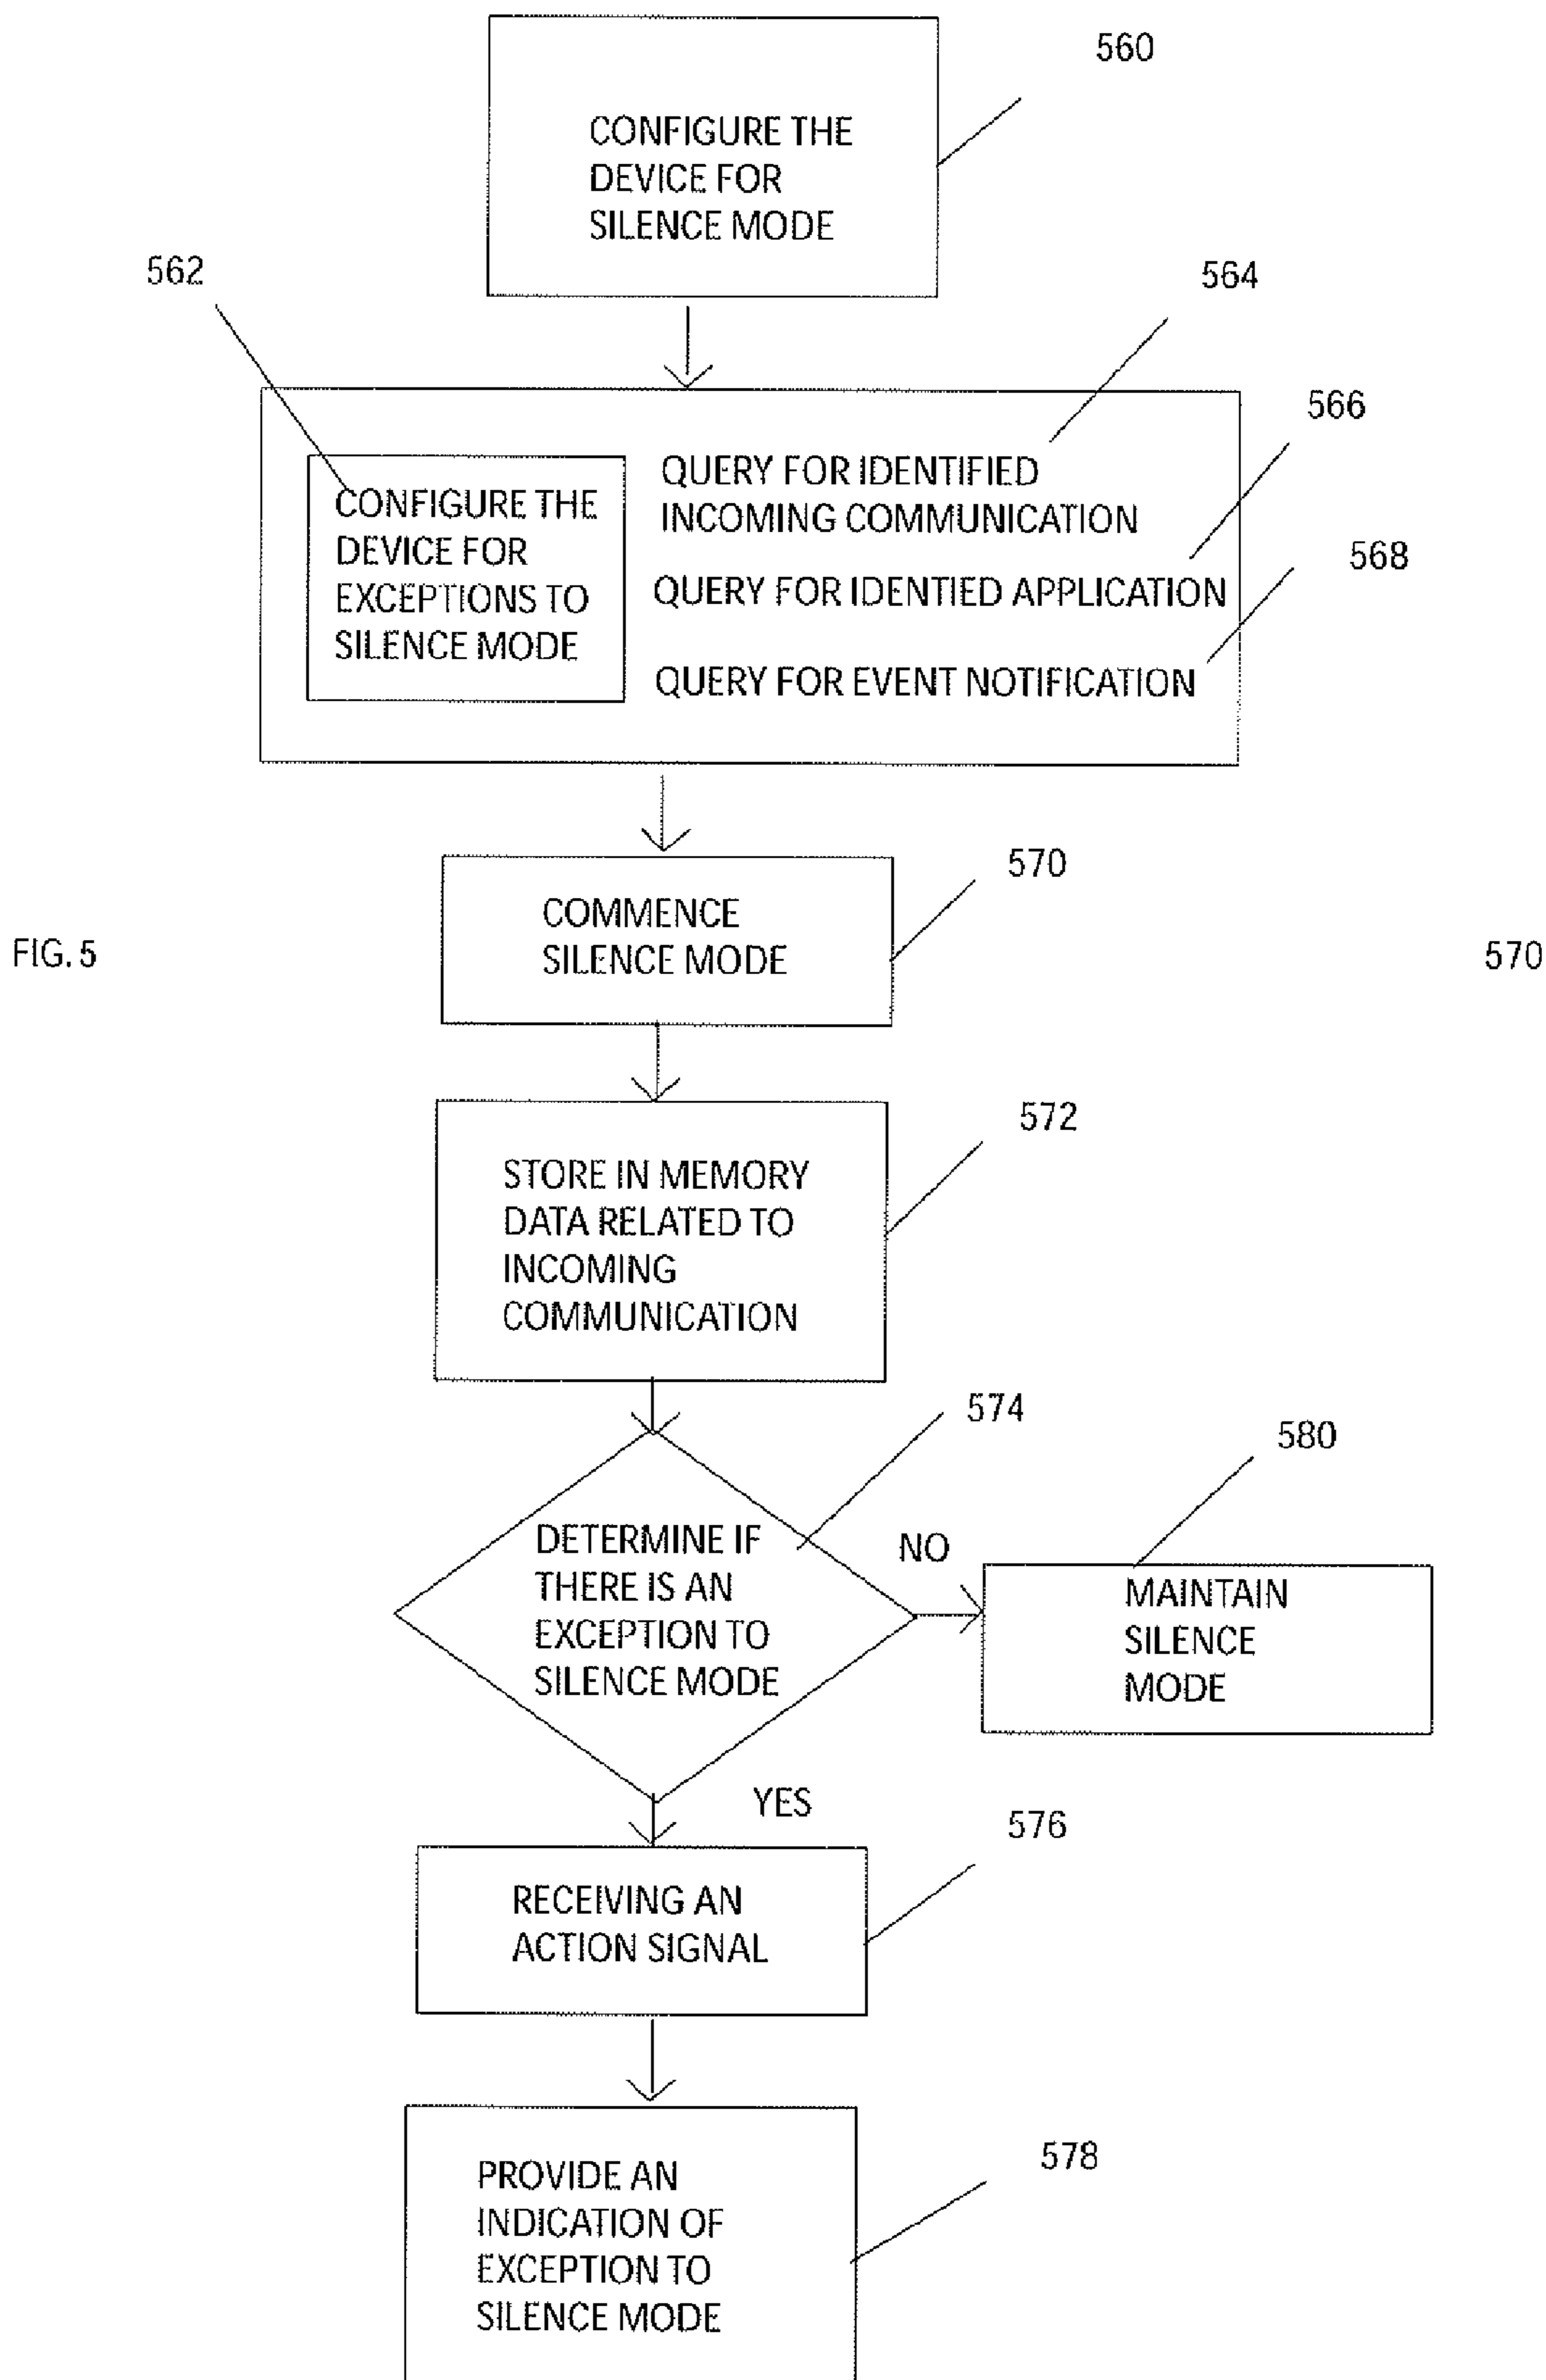 560
CONFIGURE THE
DEVICE FOR
SILENCE MODE
562
564
566
568
CONFIGURE THE
DEVICE FOR
EXCEPTIONS TO
SILENCE MODE
QUERY FOR IDENTIFIED
INCOMING COMMUNICATION
QUERY FOR IDENTIED APPLICATION
QUERY FOR EVENT NOTIFICATION
570
COMMENCE
SILENCE MODE
FIG. 5
570
572
STORE IN MEMORY
DATA RELATED TO
INCOMING
COMMUNICATION
574
580
DETERMINE IF
THERE IS AN
EXCEPTION TO
SILENCE MODE
NO
MAINTAIN
SILENCE
MODE
YES
576
RECEIVING AN
ACTION SIGNAL
578
PROVIDE AN
INDICATION OF
EXCEPTION TO
SILENCE MODE